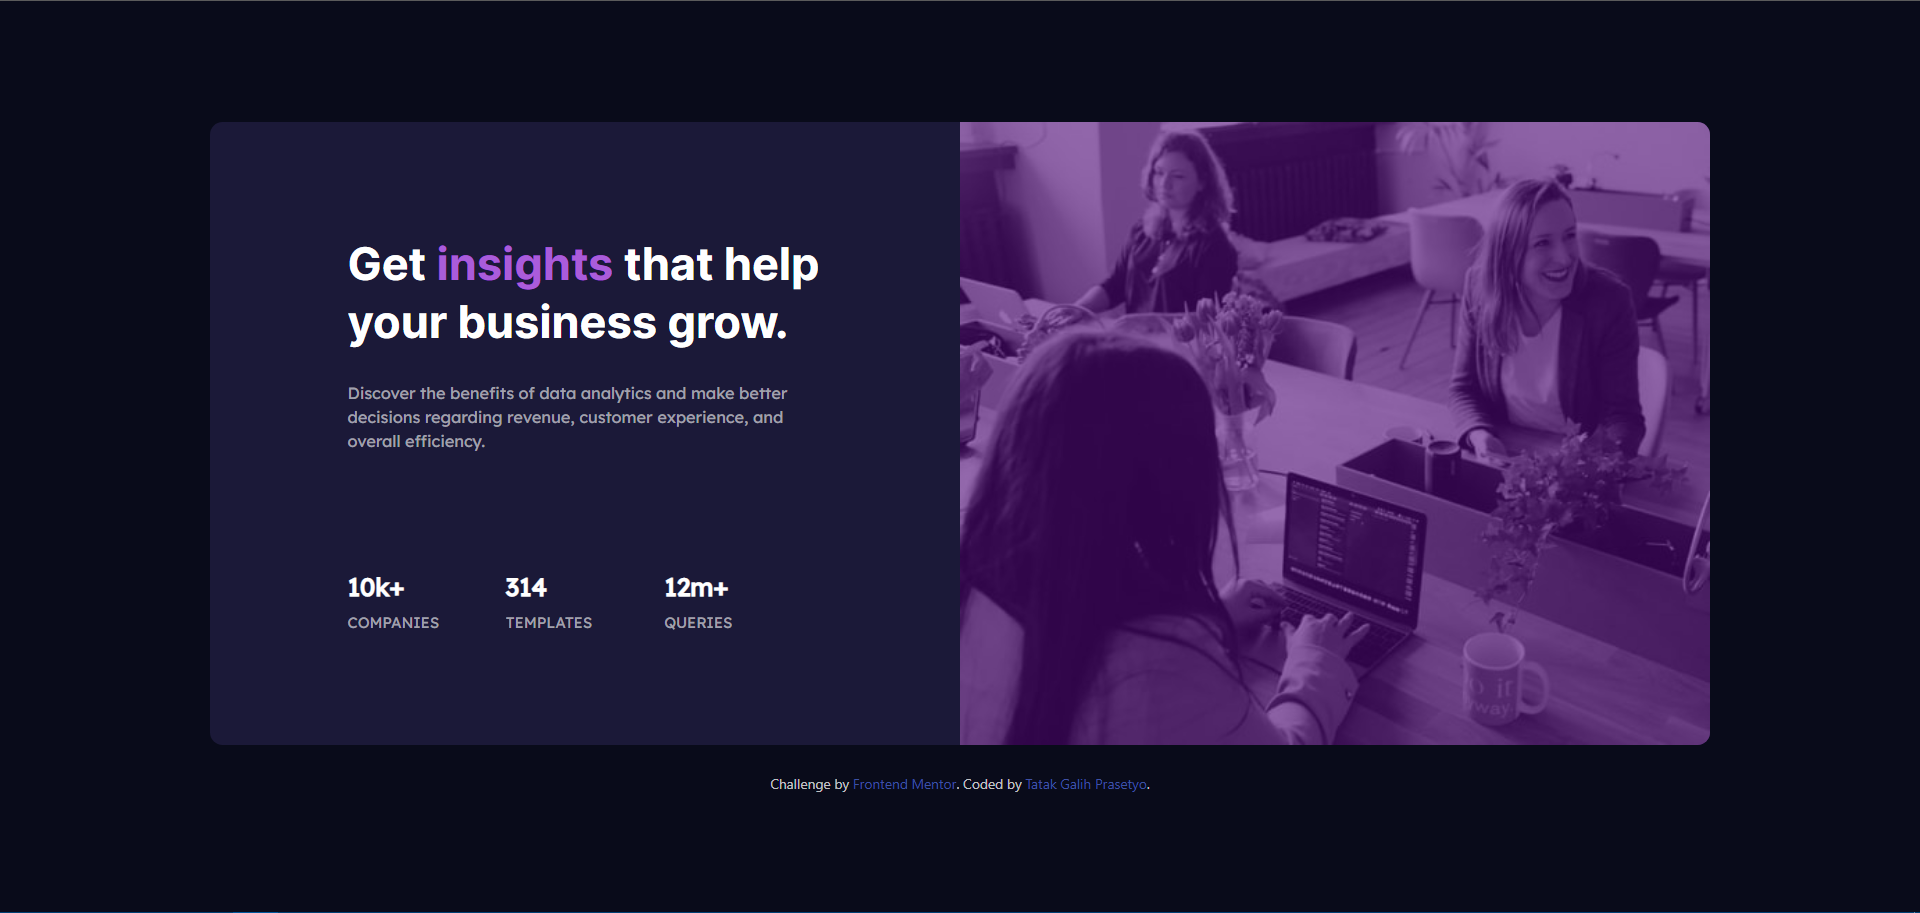 Get insights that help
your business grow.
Discover the benefits of data analytics and make better
decisions regarding revenue, customer experience, and
overall efficiency.
10k+ 314 12m+
COMPANIES TEMPLATES QUERIES
Challenge by Frontend Mentor. Coded by Tatak Galih Prasetyo.